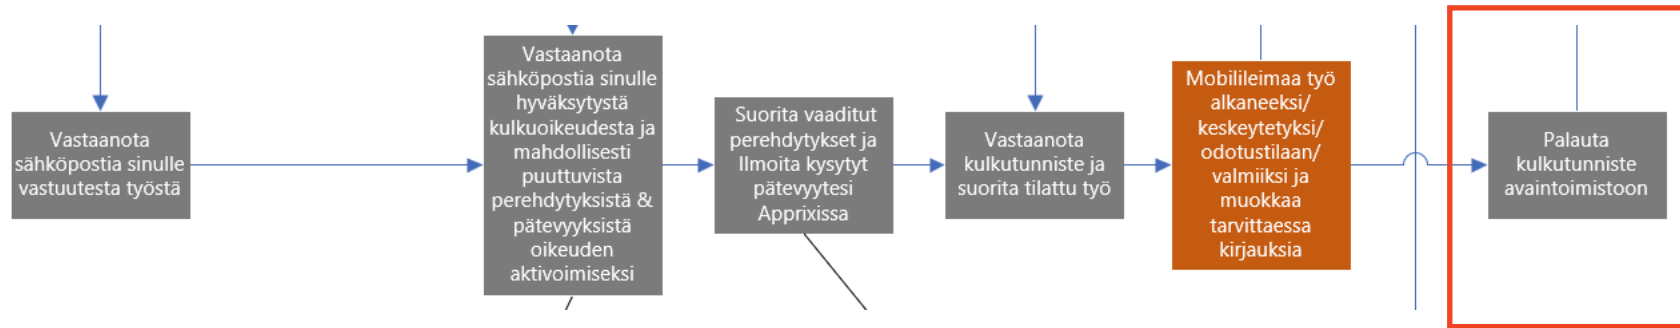 Vastaanota
sähköpostia sinulle
vastuutesta työstä
Vastaanota
sähköpostia sinulle
hyväksytystä
kulkuoikeudesta ja
mahdollisesti
puuttuvista
perehdytyksistä &
pätevyyksistä
oikeuden
aktivoimiseksi
Suorita vaaditut
perehdytykset ja
Ilmoita kysytyt
pätevyytesi
Apprixissa
Vastaanota
kulkutunniste ja
suorita tilattu työ
Mobilileimaa työ
alkaneeksi/
keskeytetyksi/
odotustilaan/
valmiiksi ja
muokkaa
tarvittaessa
kirjauksia
Palauta
kulkutunniste
avaintoimistoon